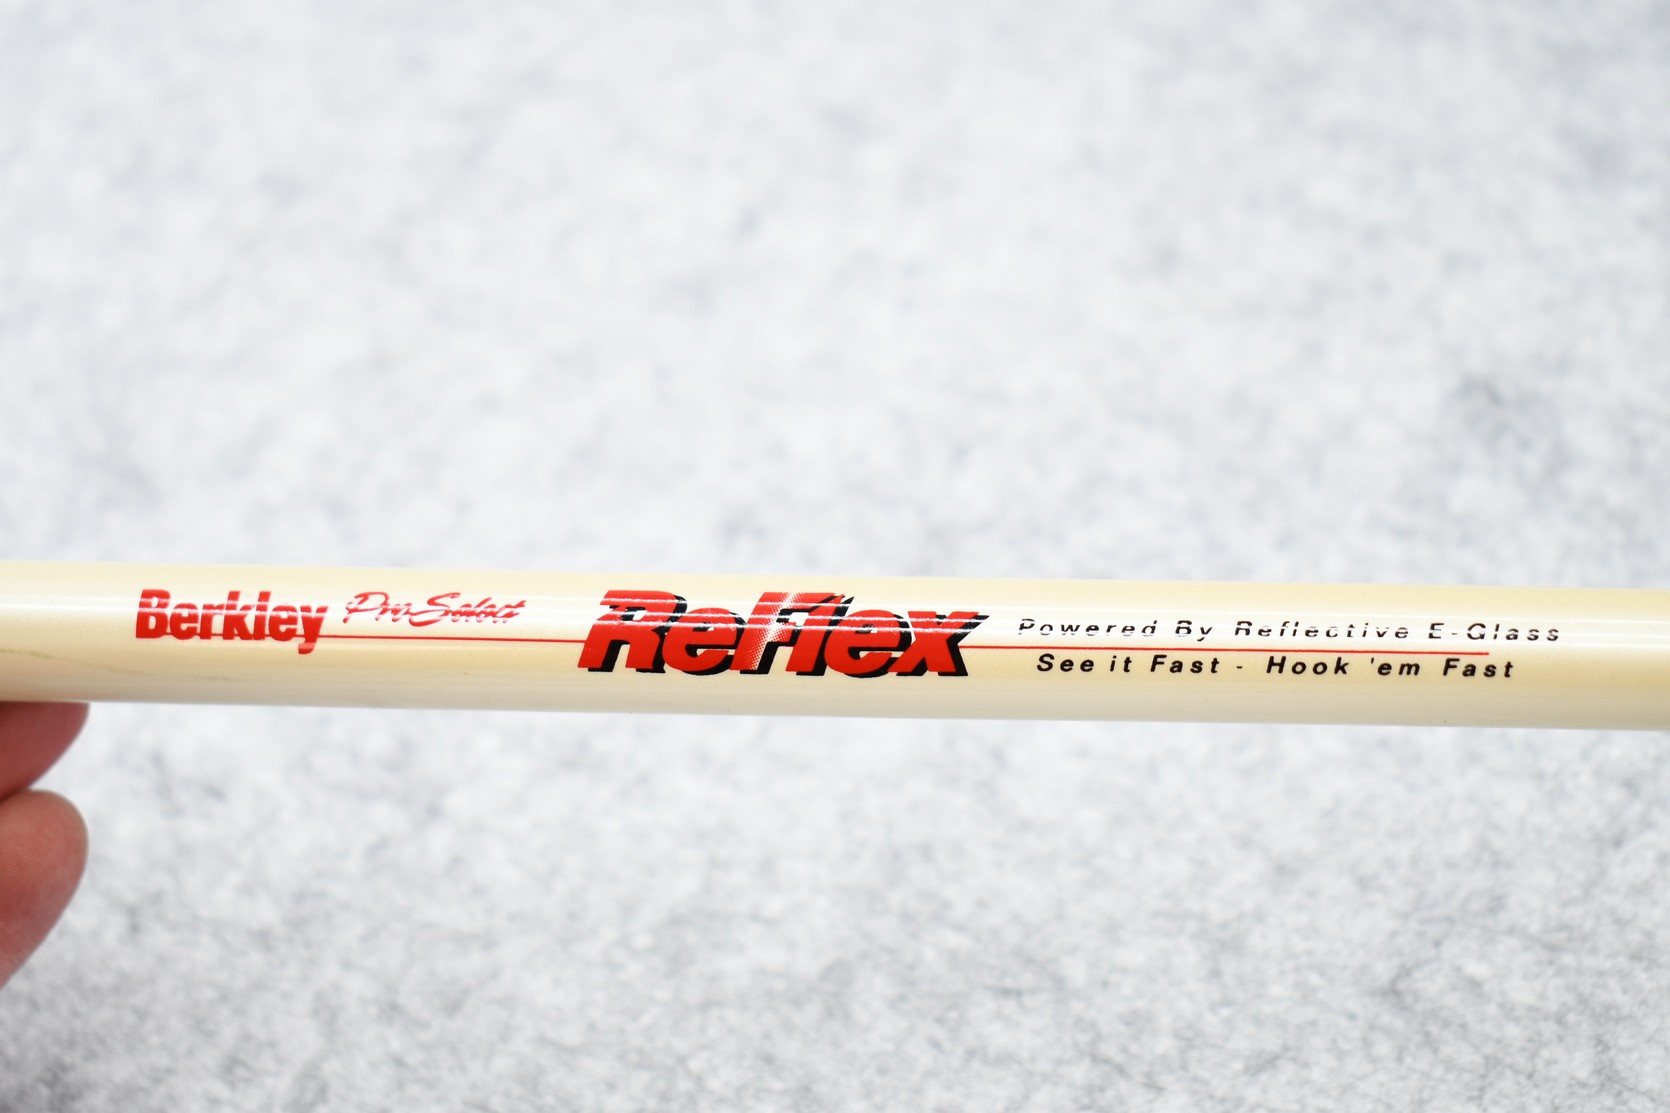 Berkley Pro Select ReFlex Powered By Reflective E-Glass
See it Fast - Hook 'em Fast